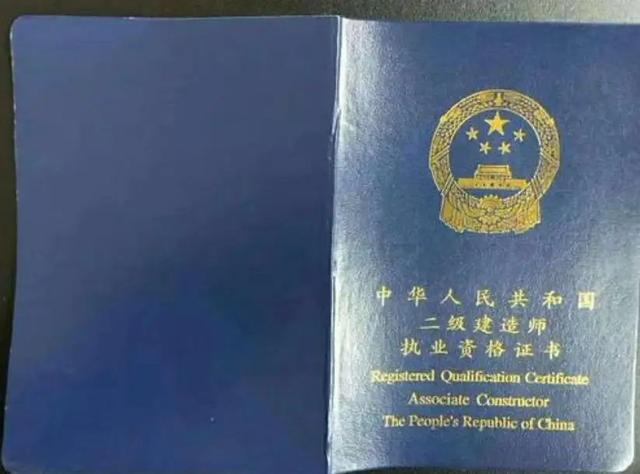 中华人民共和国
二级建造师
执业资格证书
Registered Qualification Certificate
Associate Constructor
The People's Republic of China